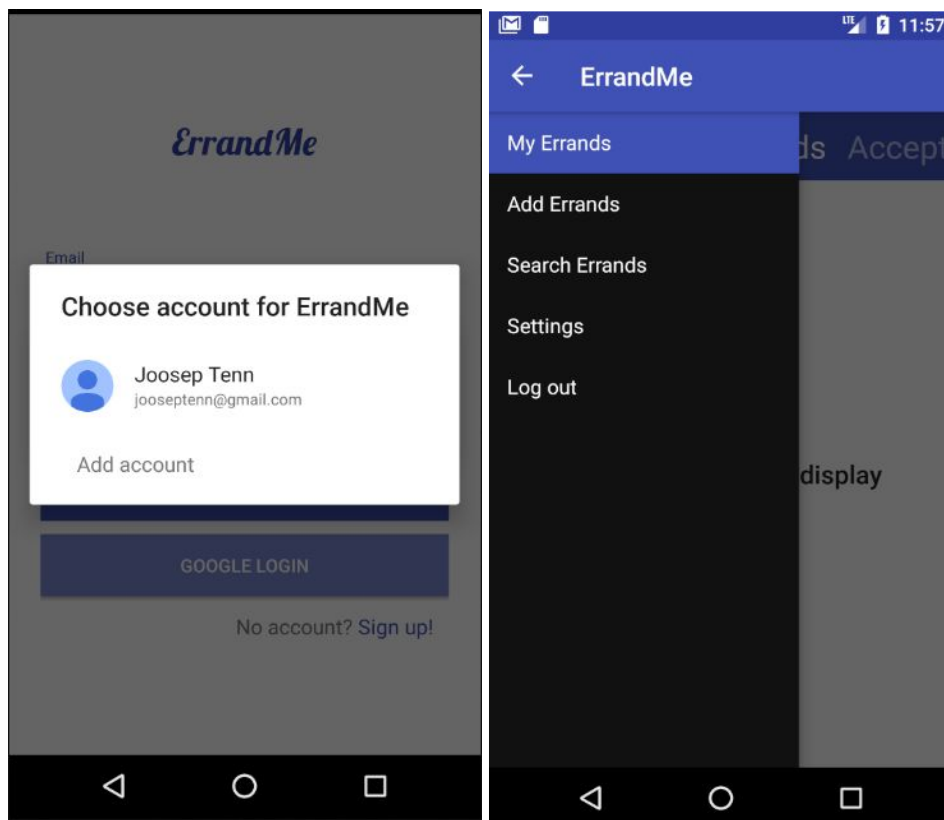 ErrandMe
Email
Choose account for ErrandMe
Joosep Tenn
jooseptenn@gmail.com
Add account
GOOGLE LOGIN
No account? Sign up!
LTE 11:57
ErrandMe
My Errands
ds Accept
Add Errands
Search Errands
Settings
Log out
display